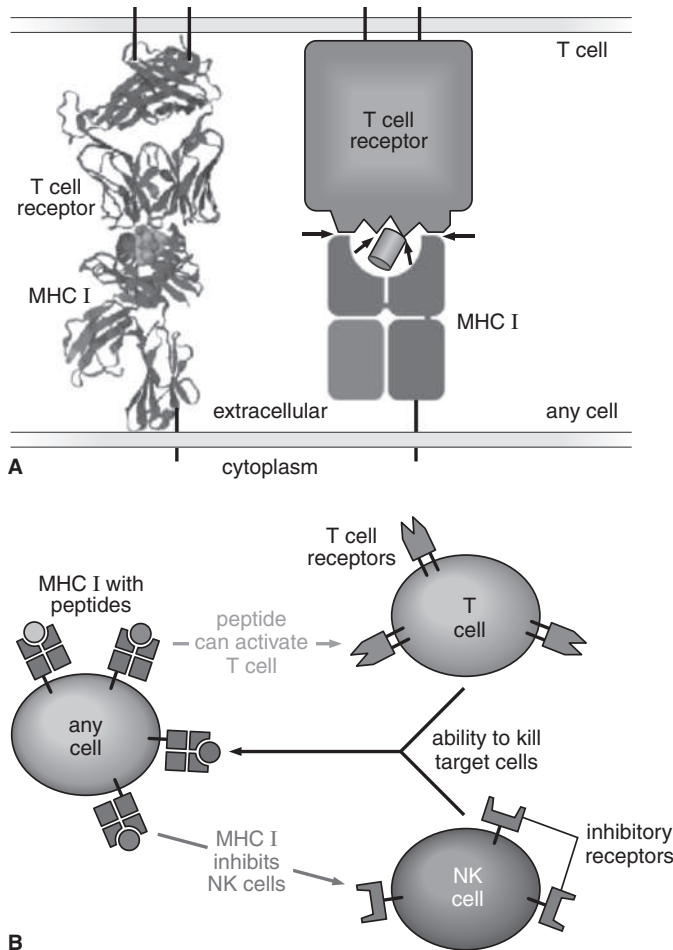 T cell
T cell
receptor
T cell
receptor
MHC I
MHC I
extracellular
any cell
A
cytoplasm
T cell
receptors
MHC I with
peptides
peptide
can activate
T cell
T
cell
any
cell
ability to kill
target cells
MHC I
inhibits
NK cells
inhibitory
receptors
NK
cell
B